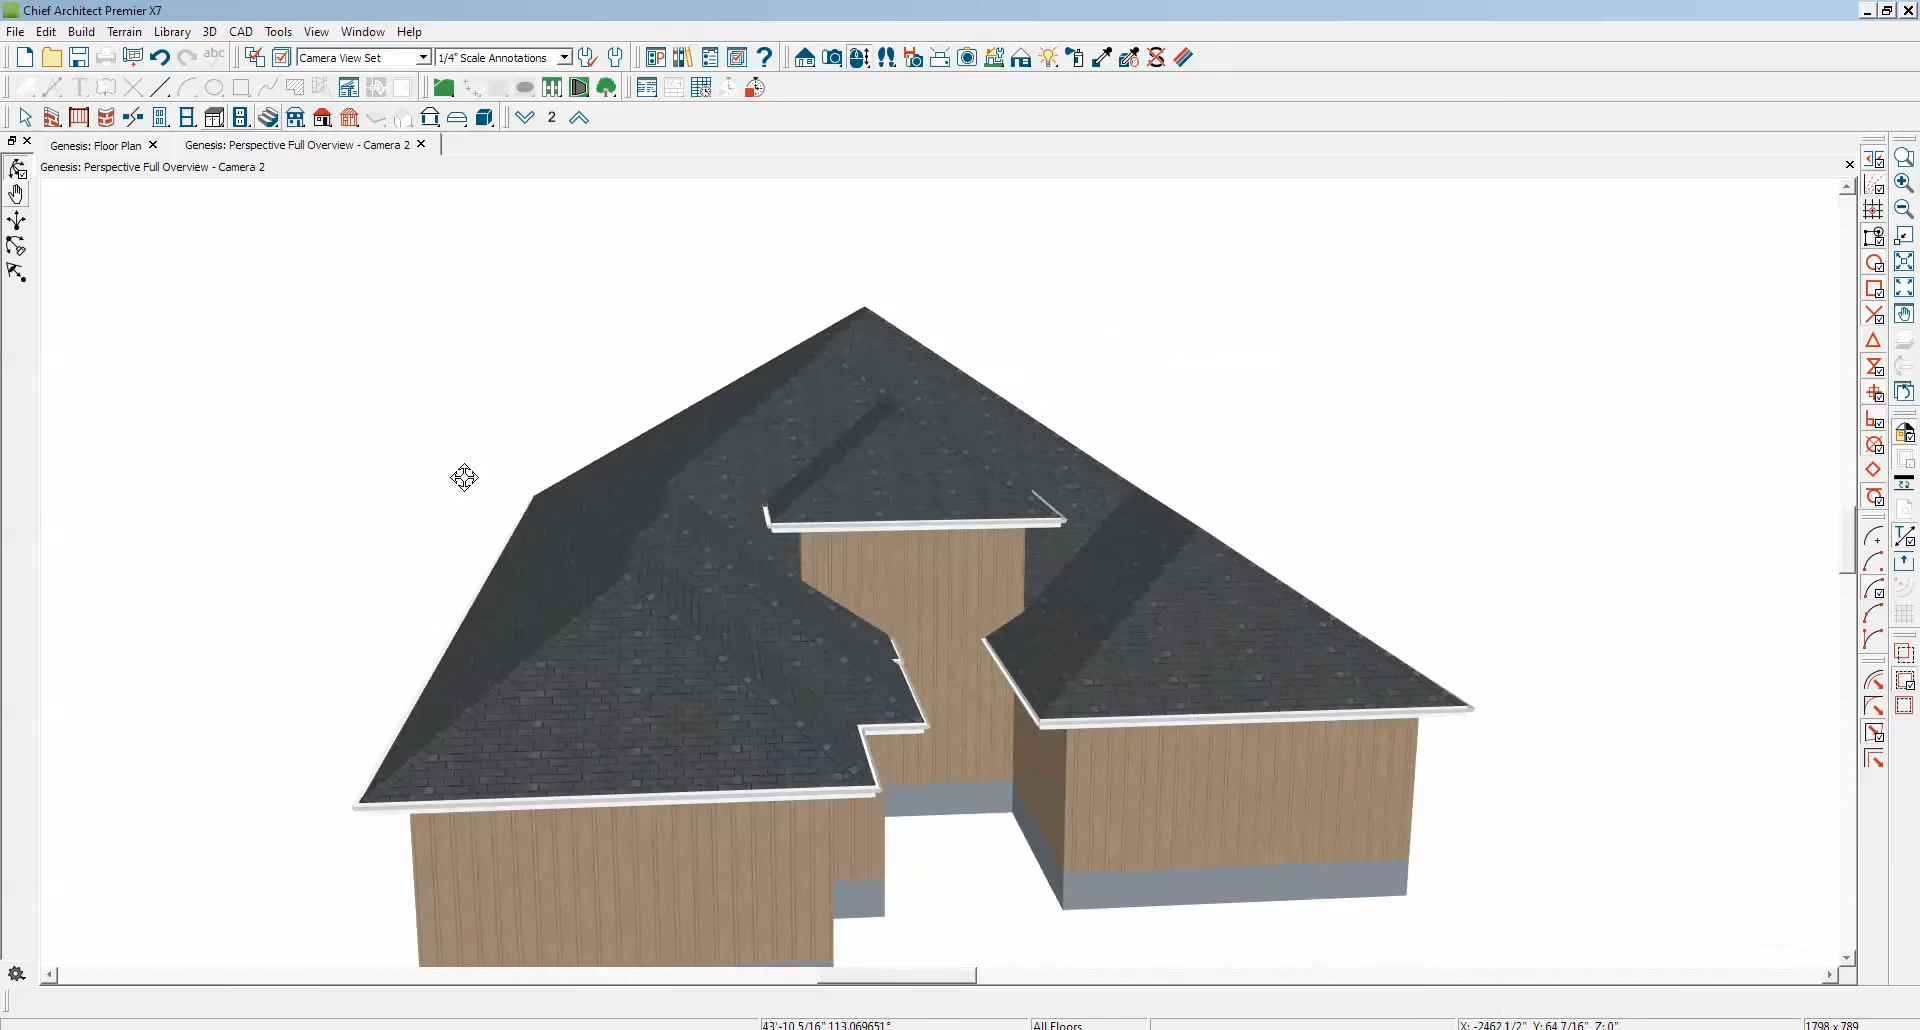 Chief Architect Premier X7
File Edit Build Terrain Library 3D CAD Tools View Window Help
abc Camera View Set 1/4" Scale Annotations ?
T T
2
Genesis: Floor Plan Genesis: Perspective Full Overview - Camera 2
Genesis: Perspective Full Overview - Camera 2
43'-10 5/16" 113.069651° All Floors X: -2462 1/2" Y: 64 7/16" Z: 0" 1798 x 789